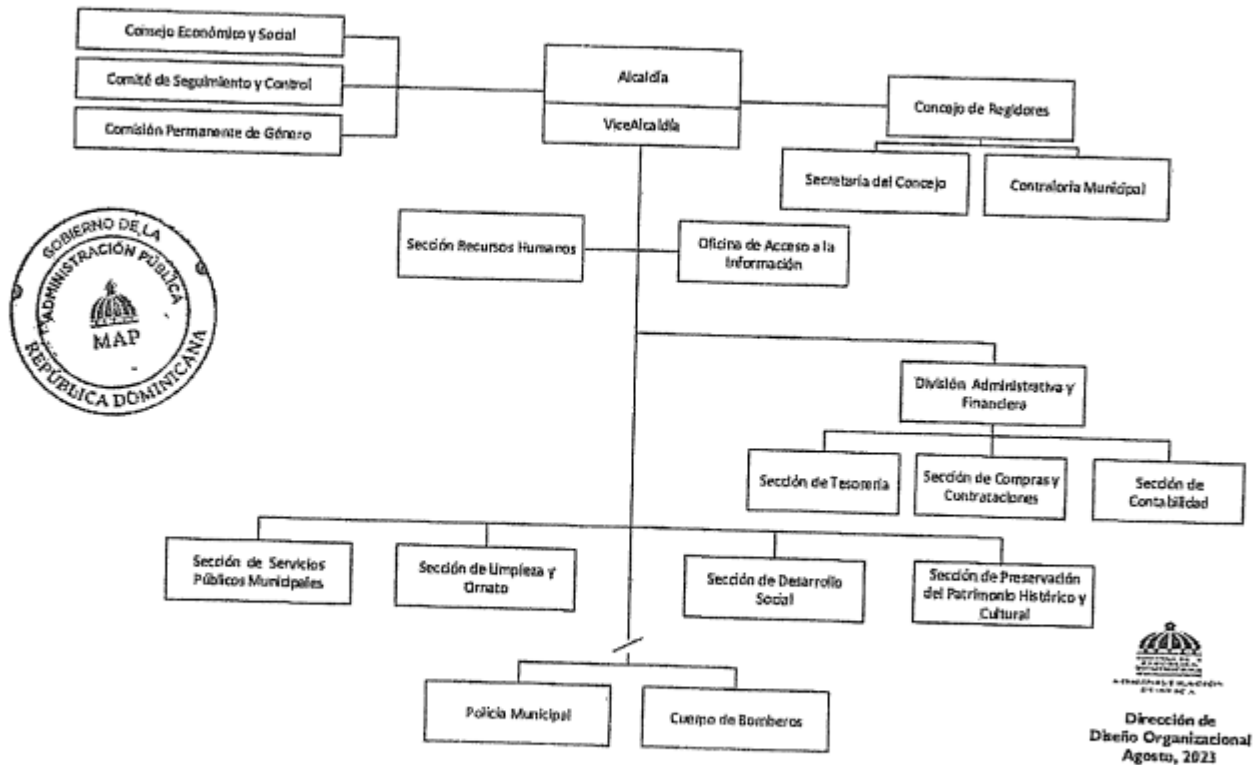 Consejo Económico y Social
Comité de Seguimiento y Control
Comisión Permanente de Género
Alcaldía
ViceAlcaldía
Concejo de Regidores
Secretaría del Concejo
Contraloría Municipal
Sección Recursos Humanos
Oficina de Acceso a la
Información
GOBIERNO DE LA
ADMINISTRACIÓN PÚBLICA
MAP
REPÚBLICA DOMINICANA
División Administrativa y
Financiera
Sección de Tesorería
Sección de Compras y
Contrataciones
Sección de
Contabilidad
Sección de Servicios
Públicos Municipales
Sección de Limpieza y
Ornato
Sección de Desarrollo
Social
Sección de Preservación
del Patrimonio Histórico y
Cultural
Policía Municipal
Cuerpo de Bomberos
Dirección de
Diseño Organizacional
Agosto, 2023